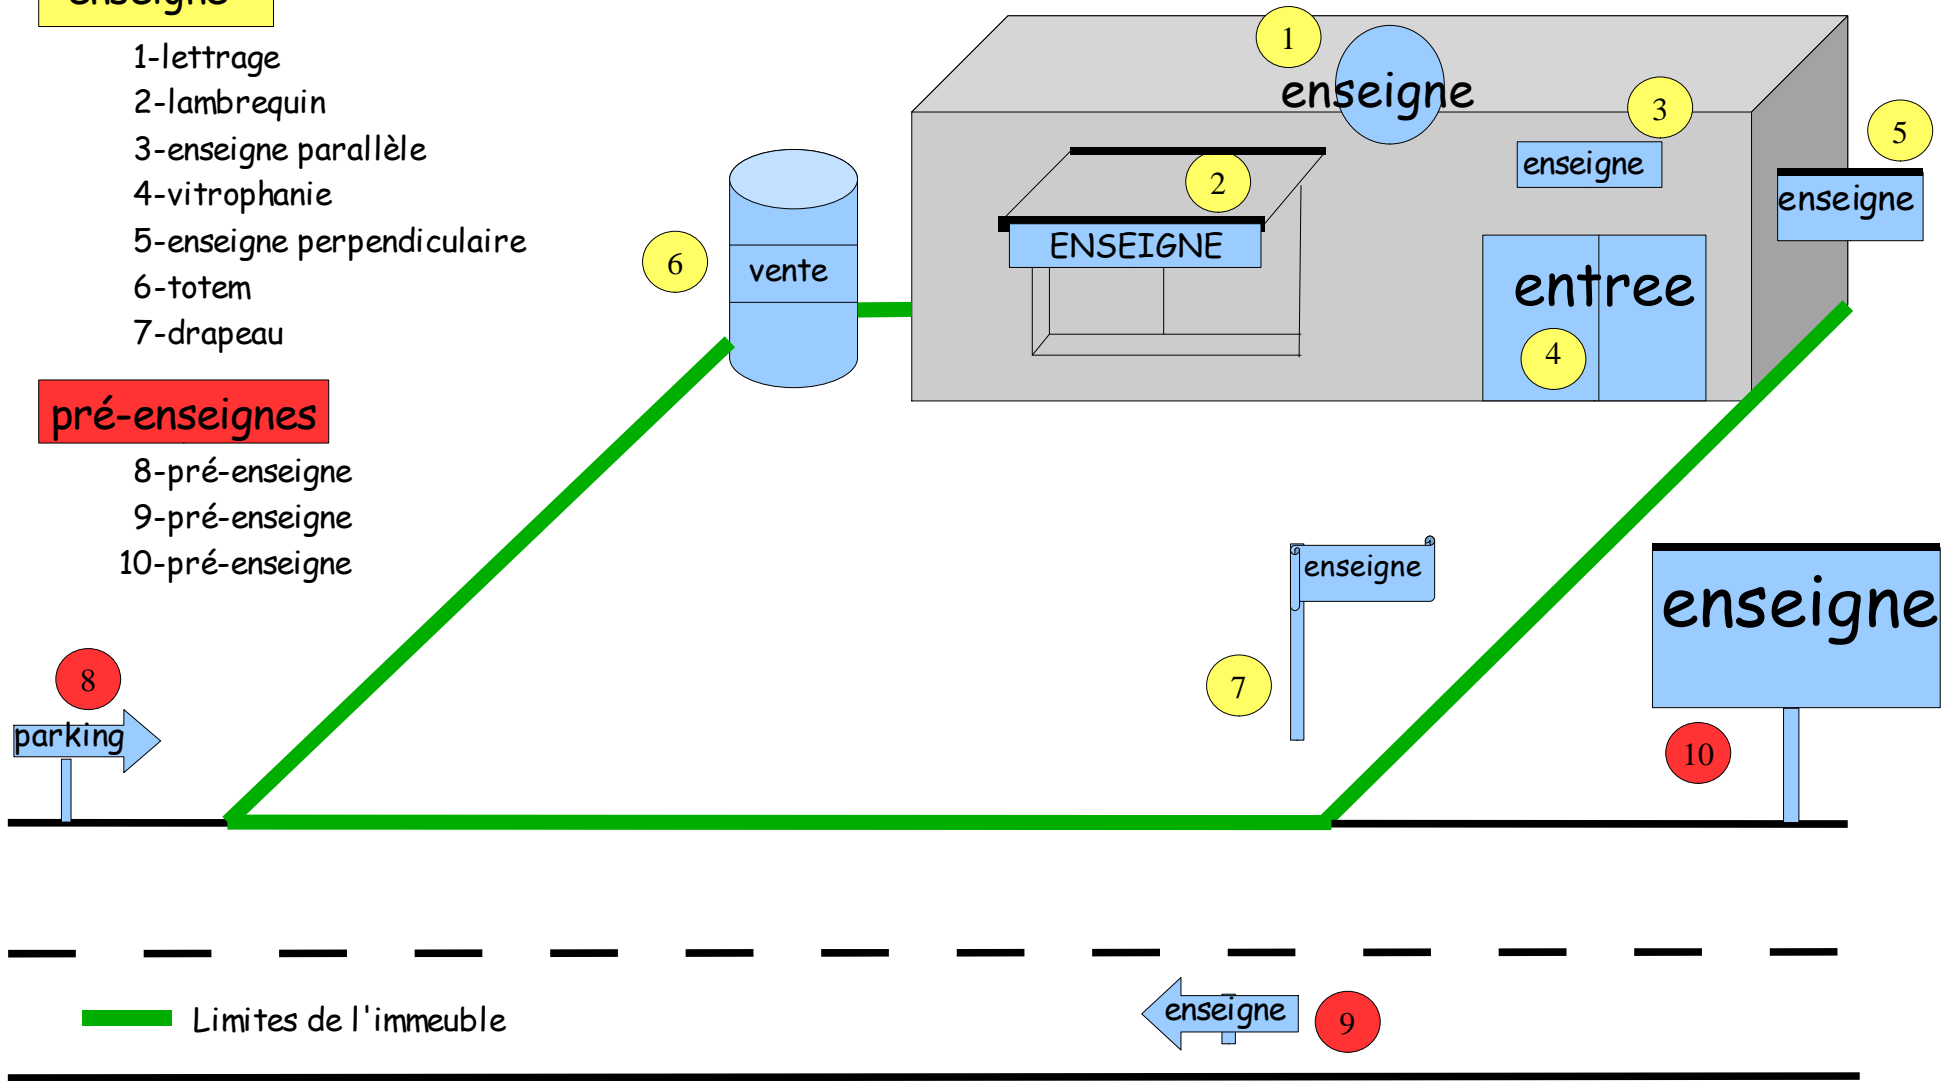 enseigne
1-lettrage
2-lambrequin
3-enseigne parallèle
4-vitrophanie
5-enseigne perpendiculaire
6-totem
7-drapeau
pré-enseignes
8-pré-enseigne
9-pré-enseigne
10-pré-enseigne
1
enseigne
3
enseigne
5
enseigne
2
ENSEIGNE
6
vente
entree
4
enseigne
7
enseigne
10
8
parking
enseigne
9
Limites de l'immeuble